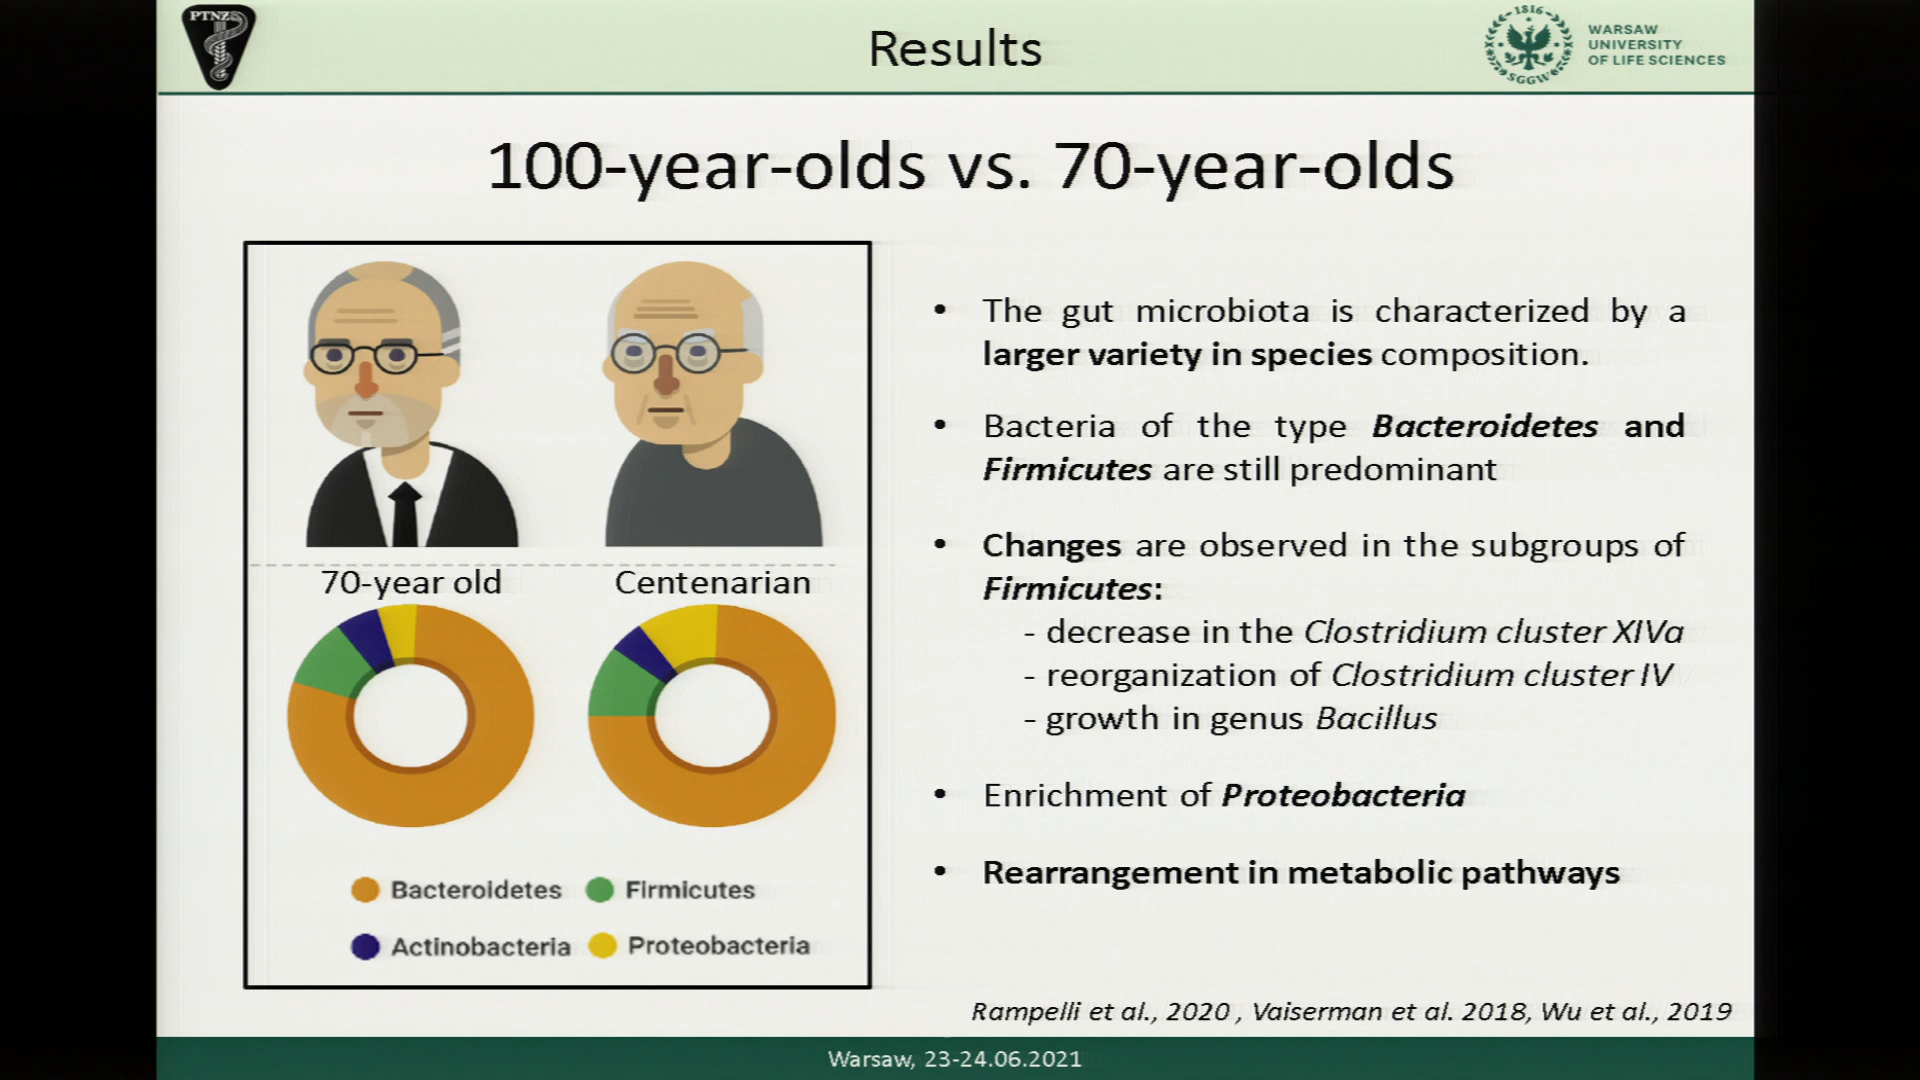 PTNZ
Results
1816
SGGW
WARSAW
UNIVERSITY
OF LIFE SCIENCES
100-year-olds vs. 70-year-olds
70-year old
Centenarian
Bacteroidetes
Firmicutes
Actinobacteria
Proteobacteria
• The gut microbiota is characterized by a
larger variety in species composition.
• Bacteria of the type Bacteroidetes and
Firmicutes are still predominant
• Changes are observed in the subgroups of
Firmicutes:
- decrease in the Clostridium cluster XIVa
- reorganization of Clostridium cluster IV
- growth in genus Bacillus
• Enrichment of Proteobacteria
• Rearrangement in metabolic pathways
Rampelli et al., 2020 , Vaiserman et al. 2018, Wu et al., 2019
Warsaw, 23-24.06.2021